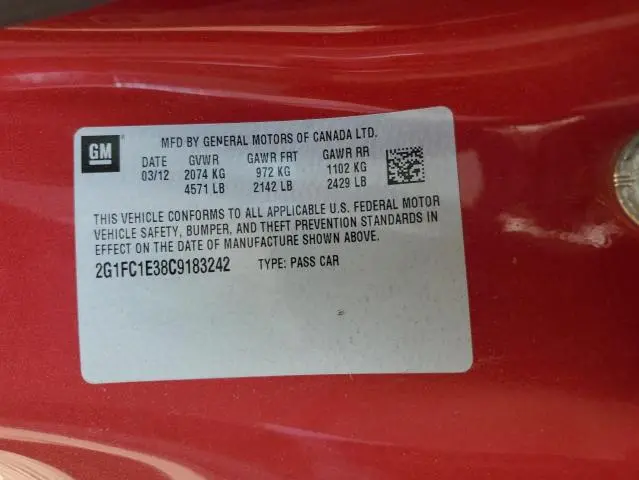 GM
MFD BY GENERAL MOTORS OF CANADA LTD.
DATE GVWR GAWR FRT GAWR RR
03/12 2074 KG 972 KG 1102 KG
4571 LB 2142 LB 2429 LB
THIS VEHICLE CONFORMS TO ALL APPLICABLE U.S. FEDERAL MOTOR
VEHICLE SAFETY, BUMPER, AND THEFT PREVENTION STANDARDS IN
EFFECT ON THE DATE OF MANUFACTURE SHOWN ABOVE.
2G1FC1E38C9183242 TYPE: PASS CAR